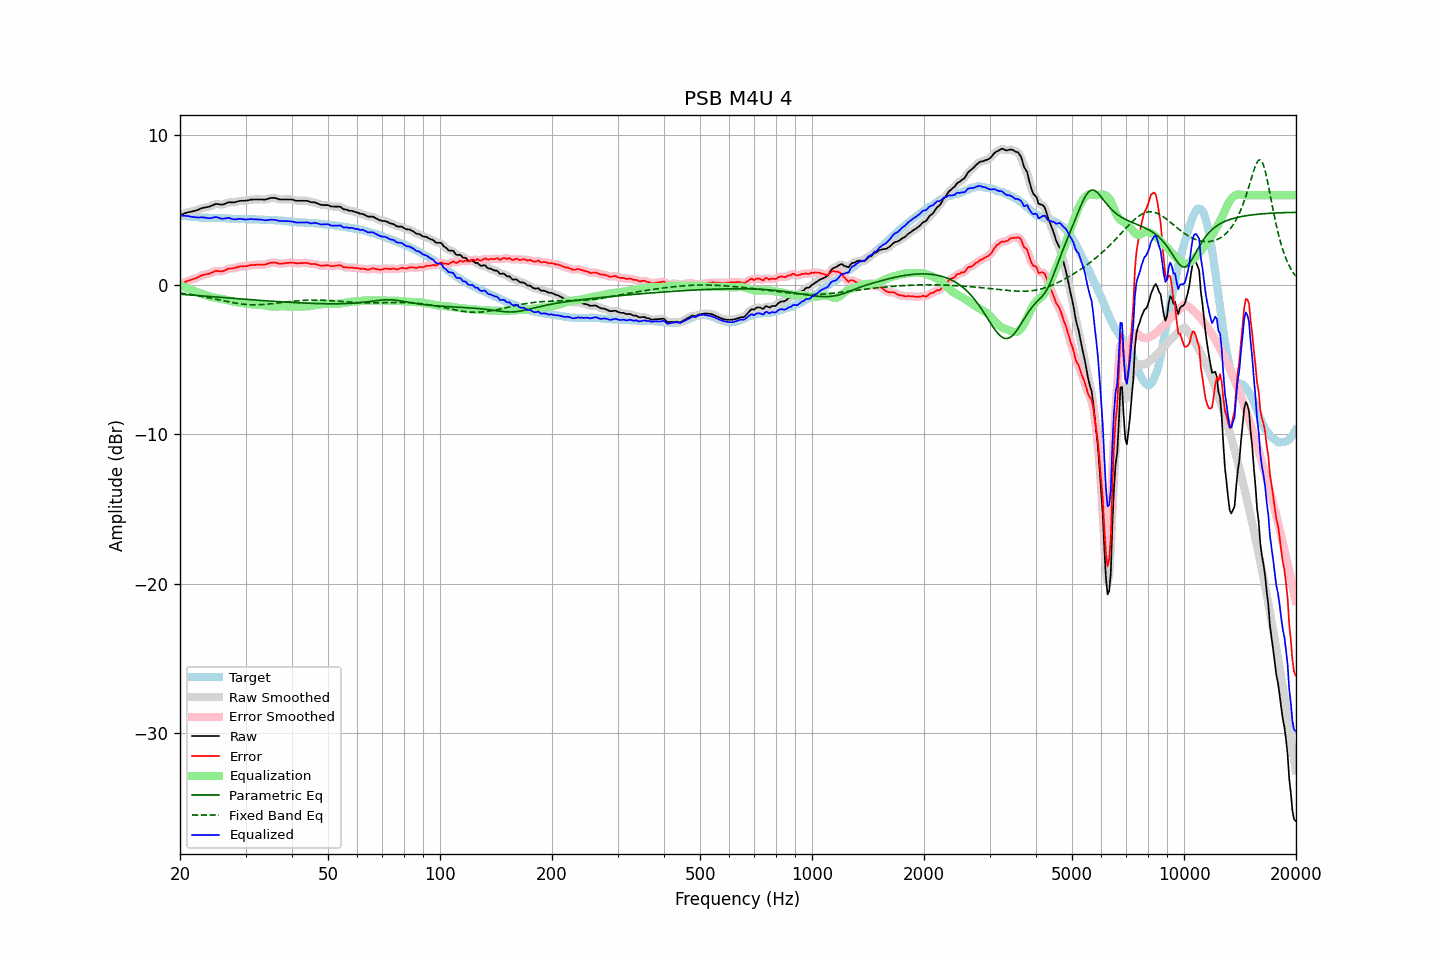 PSB M4U 4
10
0
−10
−20
−30
Amplitude (dBr)
20
50
100
200
500
1000
2000
5000
10000
20000
Frequency (Hz)
Target
Raw Smoothed
Error Smoothed
Raw
Error
Equalization
Parametric Eq
Fixed Band Eq
Equalized